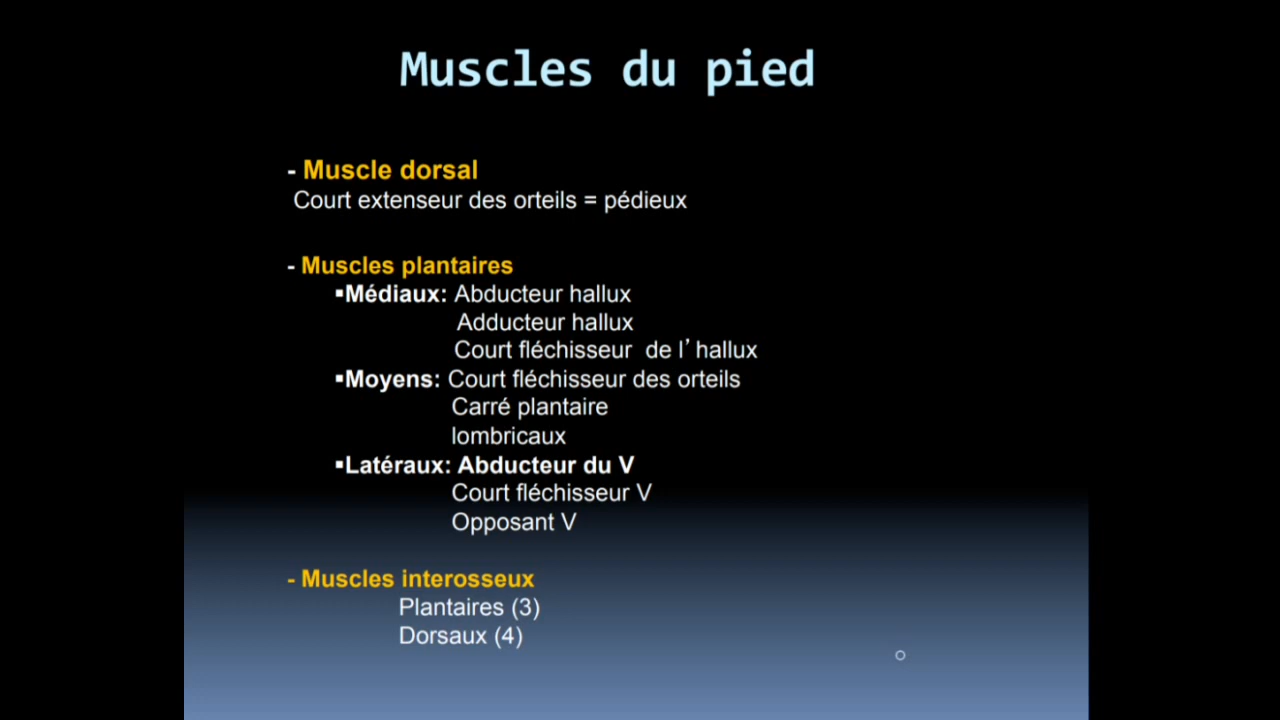 Muscles du pied
- Muscle dorsal
Court extenseur des orteils = pédieux
- Muscles plantaires
▪Médiaux: Abducteur hallux
Adducteur hallux
Court fléchisseur de l’hallux
▪Moyens: Court fléchisseur des orteils
Carré plantaire
lombricaux
▪Latéraux: Abducteur du V
Court fléchisseur V
Opposant V
- Muscles interosseux
Plantaires (3)
Dorsaux (4)